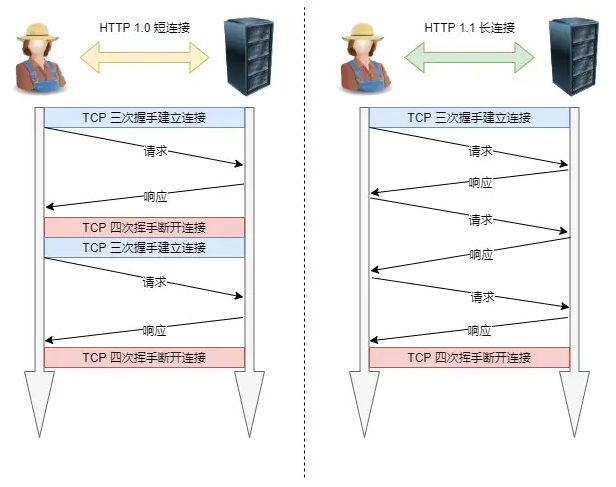 HTTP 1.0 短连接
TCP 三次握手建立连接
请求
响应
TCP 四次挥手断开连接
TCP 三次握手建立连接
请求
响应
TCP 四次挥手断开连接
HTTP 1.1 长连接
TCP 三次握手建立连接
请求
响应
请求
响应
请求
响应
TCP 四次挥手断开连接